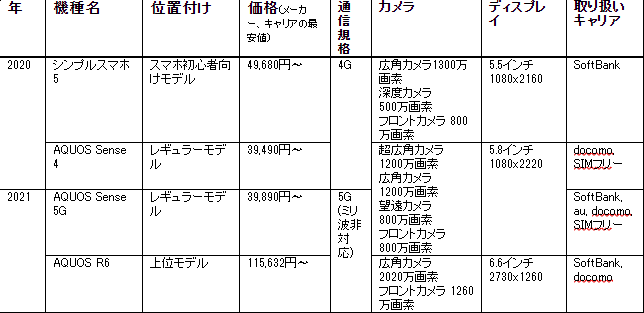 年
機種名
位置付け
価格(メーカ
ー、キャリアの最
安値)
通
信
規
格
カメラ
ディスプレ
イ
取り扱い
キャリア
2020
シンプルスマホ
5
スマホ初心者向
けモデル
49,680円~
4G
広角カメラ1300万
画素
深度カメラ
500万画素
フロントカメラ 800
万画素
5.5インチ
1080x2160
SoftBank
AQUOS Sense
4
レギュラーモデ
ル
39,490円~
超広角カメラ
1200万画素
広角カメラ
1200万画素
望遠カメラ
800万画素
フロントカメラ
800万画素
5.8インチ
1080x2220
docomo,
SIMフリー
2021
AQUOS Sense
5G
レギュラーモデ
ル
39,890円~
5G
(ミリ
波非
対
応)
SoftBank,
au, docomo,
SIMフリー
AQUOS R6
上位モデル
115,632円~
広角カメラ
2020万画素
フロントカメラ 1260
万画素
6.6インチ
2730x1260
SoftBank,
docomo